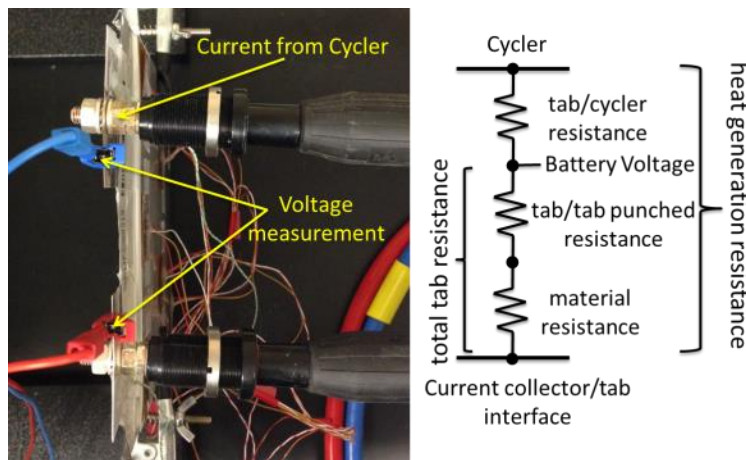 Current from Cycler
Voltage
measurement
Cycler
tab/cycler
resistance
Battery Voltage
tab/tab punched
resistance
material
resistance
Current collector/tab
interface
total tab resistance
heat generation resistance